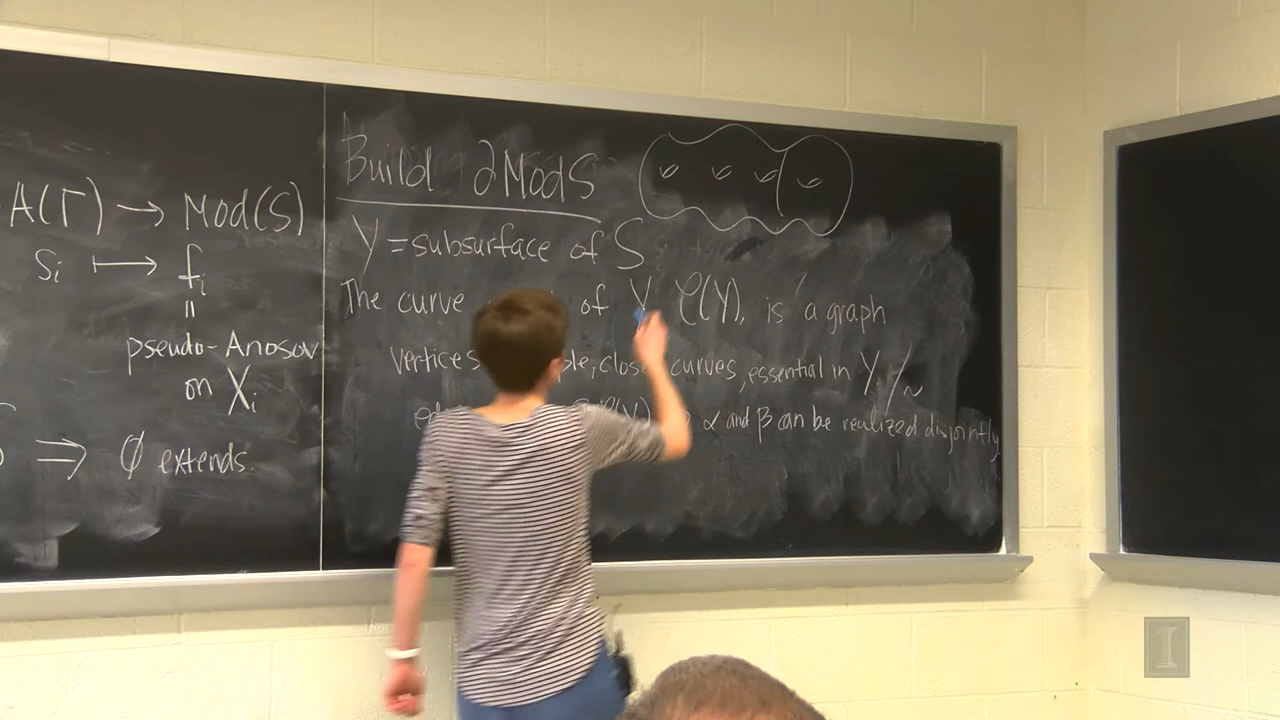 A(Γ) → Mod(S)
Si ↦ fi
=
pseudo-Anosov
on Xi
⇒ ∅ extends.
Build ∂ModS
Y = subsurface of S
The curve of Y C(Y), is a graph
vertices curves, essential in Y, /~
α and β can be realized disjointly
I